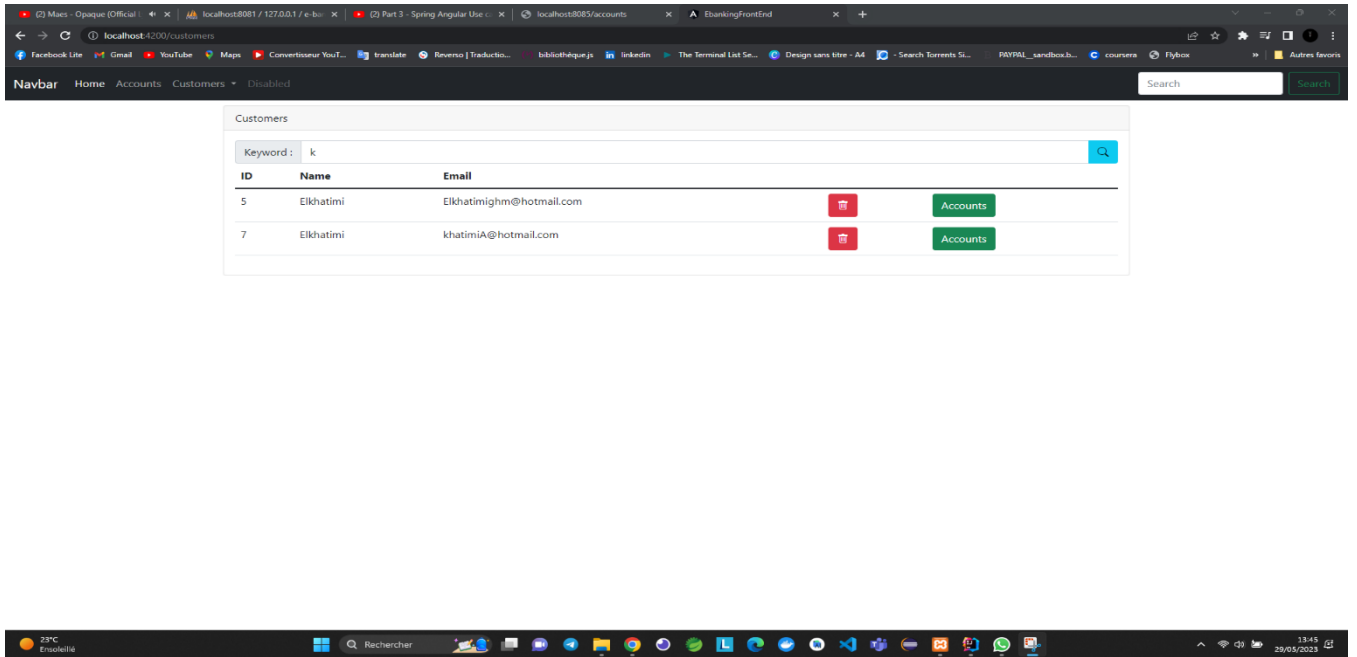 (2) Maes - Opaque (Official
localhost:8081 / 127.0.0.1 / e-ba
(2) Part 3 - Spring Angular Use c
localhost:8085/accounts
EbankingFrontEnd
localhost:4200/customers
Facebook Lite
Gmail
YouTube
Maps
Convertisseur YouT...
translate
Reverso | Traductio...
bibliothèque.js
linkedin
The Terminal List Se...
Design sans titre - A4
- Search Torrents Si...
PAYPAL_sandbox.b...
coursera
Flybox
»
Autres favoris
Navbar Home Accounts Customers Disabled
Search
Search
Customers
Keyword : k
ID Name Email
5 Elkhatimi Elkhatimighm@hotmail.com Accounts
7 Elkhatimi khatimiA@hotmail.com Accounts
23°C
Ensoleillé
Rechercher
13:45
29/05/2023